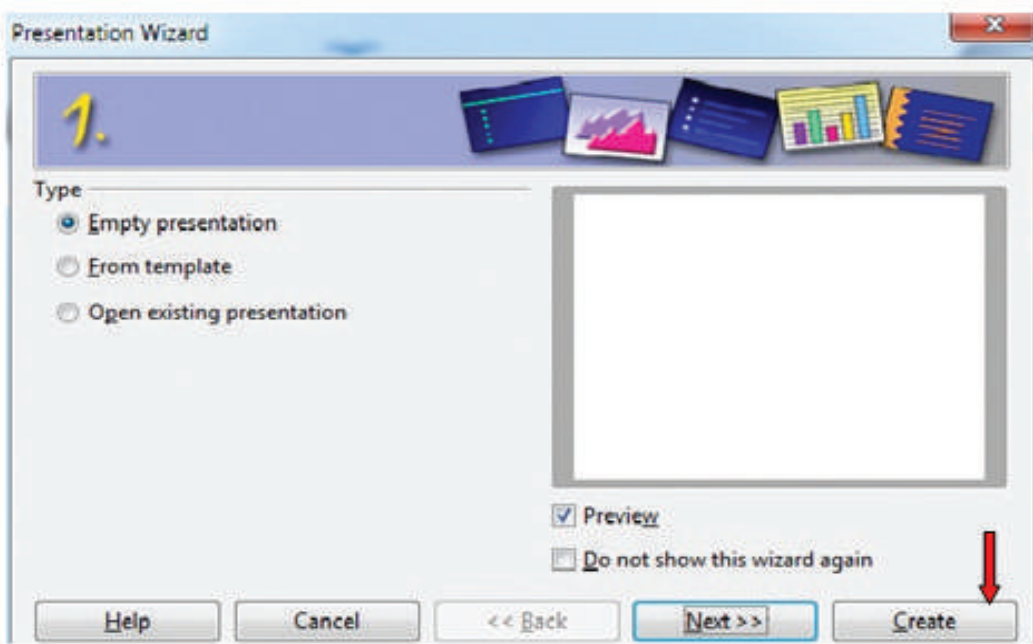 Presentation Wizard
1.
Type
Empty presentation
From template
Open existing presentation
Preview
Do not show this wizard again
Help Cancel << Back Next >> Create